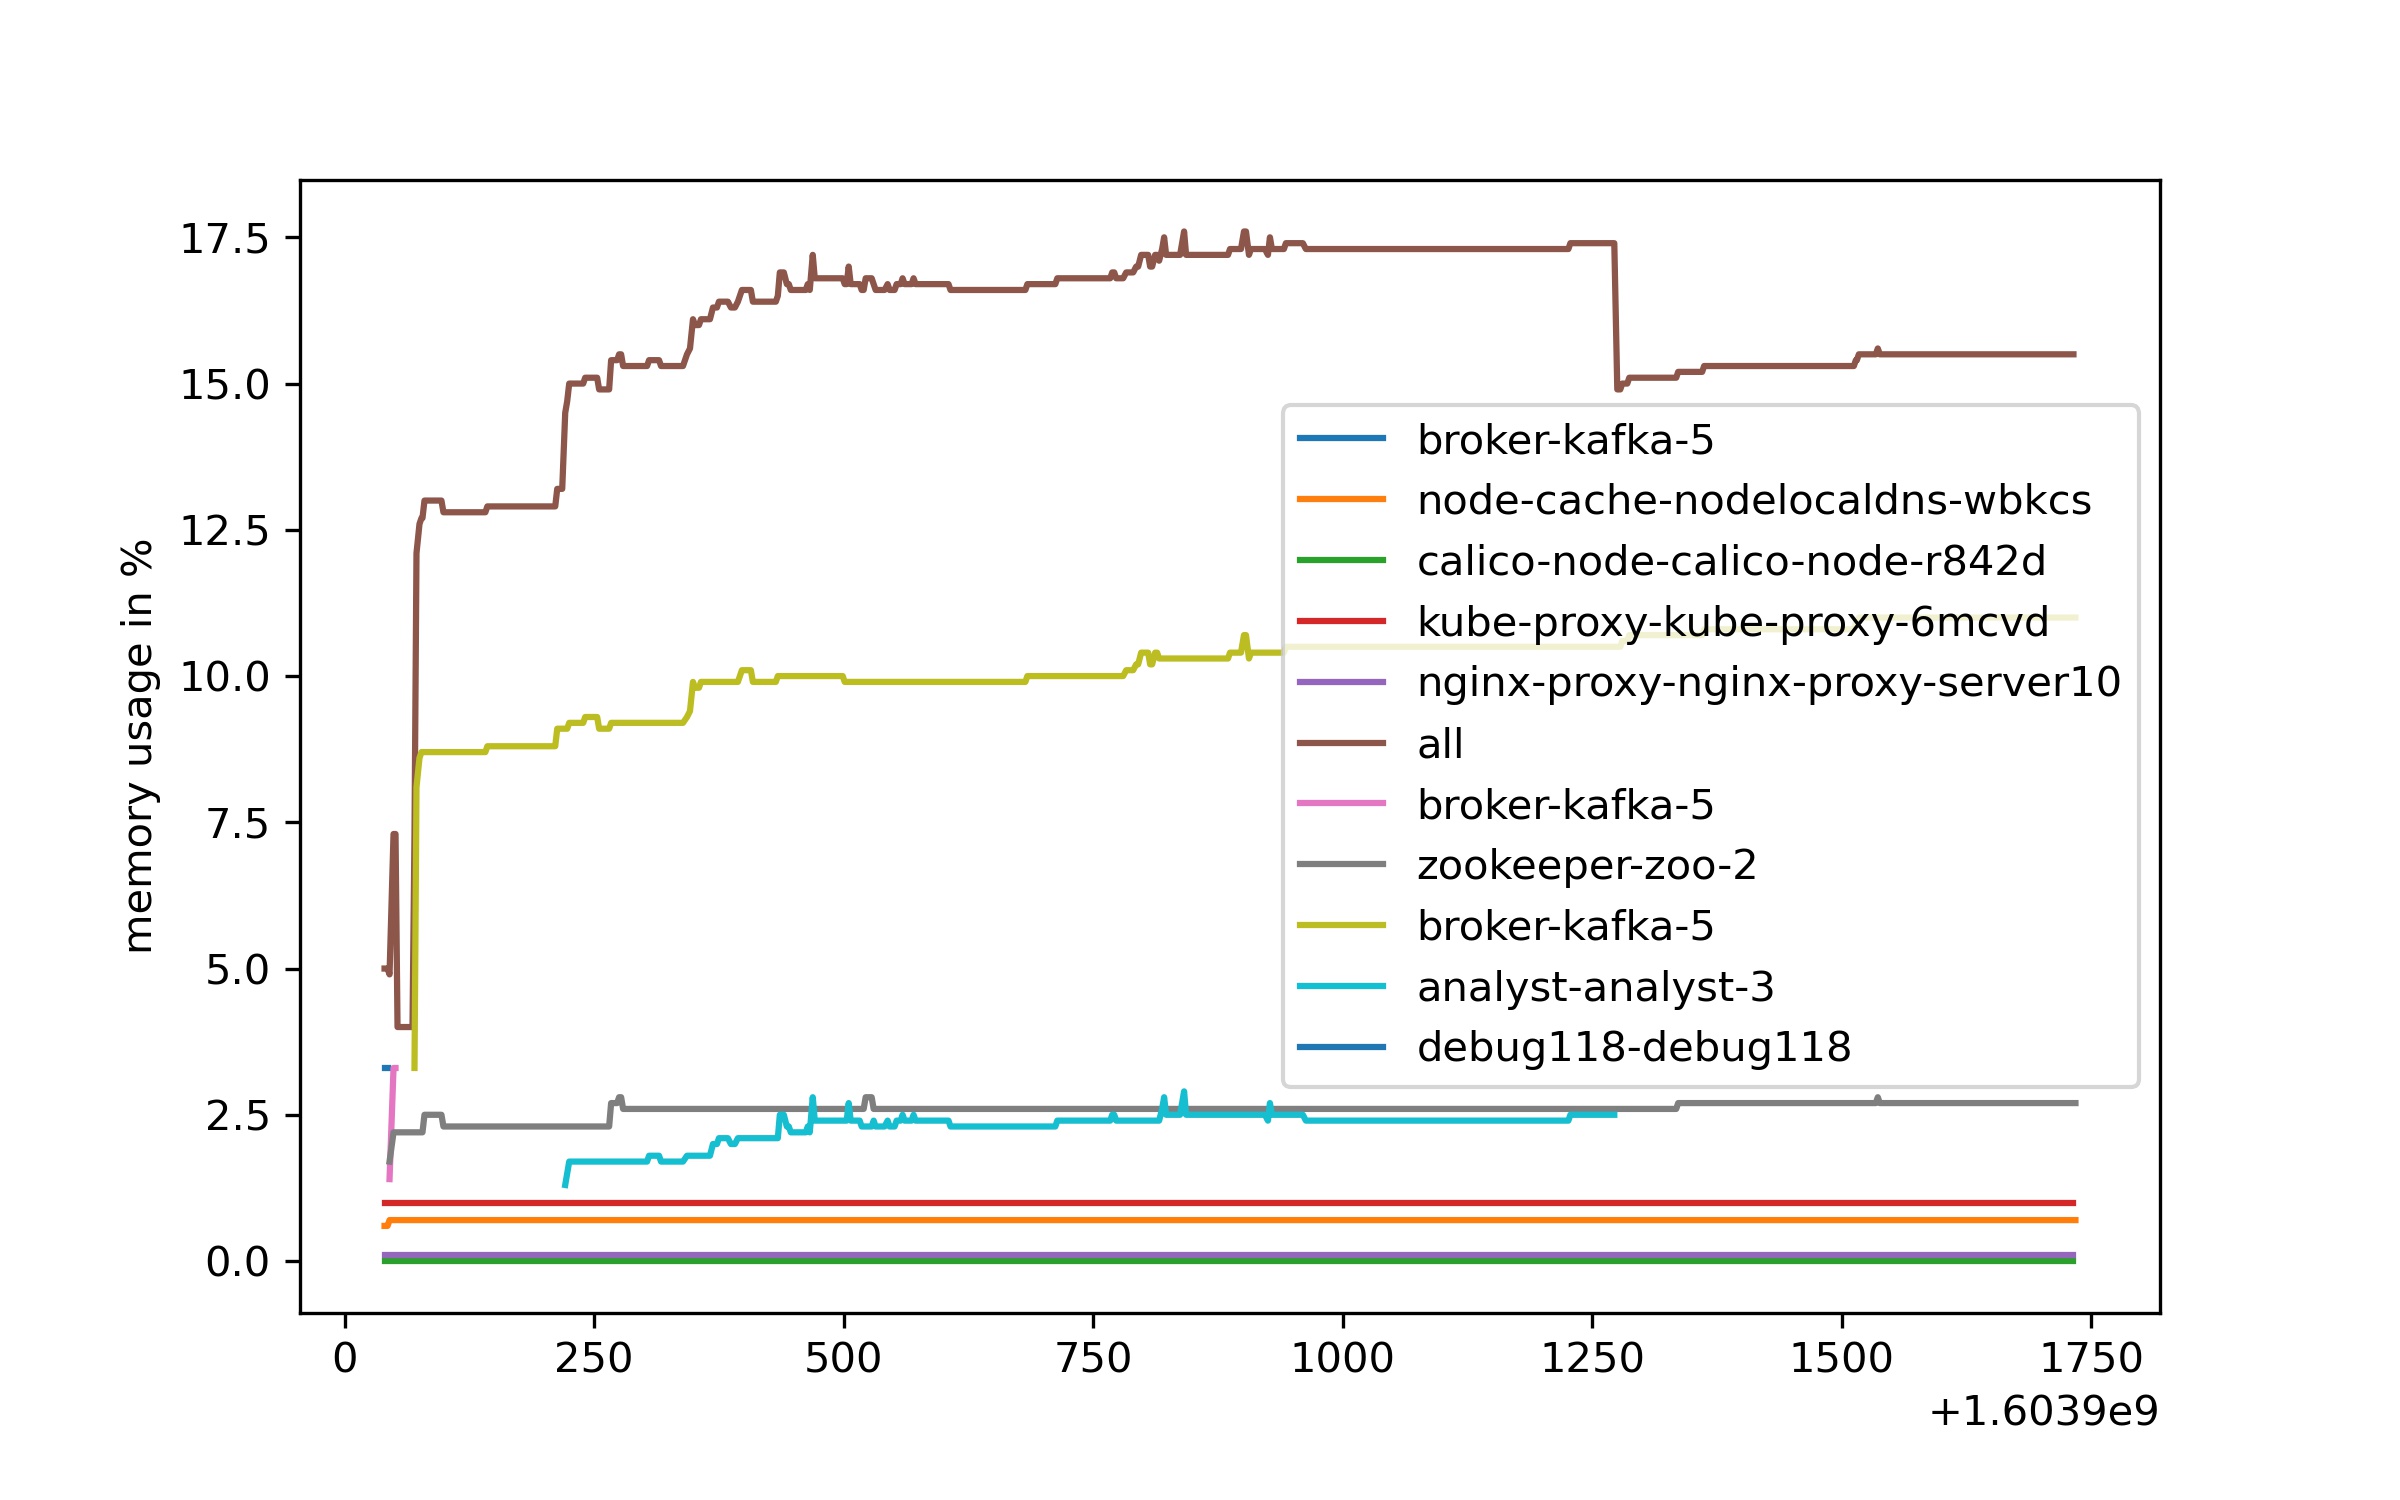 17.5
15.0
12.5
10.0
7.5
5.0
2.5
0.0
memory usage in %
broker-kafka-5
node-cache-nodelocaldns-wbkcs
calico-node-calico-node-r842d
kube-proxy-kube-proxy-6mcvd
nginx-proxy-nginx-proxy-server10
all
broker-kafka-5
zookeeper-zoo-2
broker-kafka-5
analyst-analyst-3
debug118-debug118
0 250 500 750 1000 1250 1500 1750
+1.6039e9